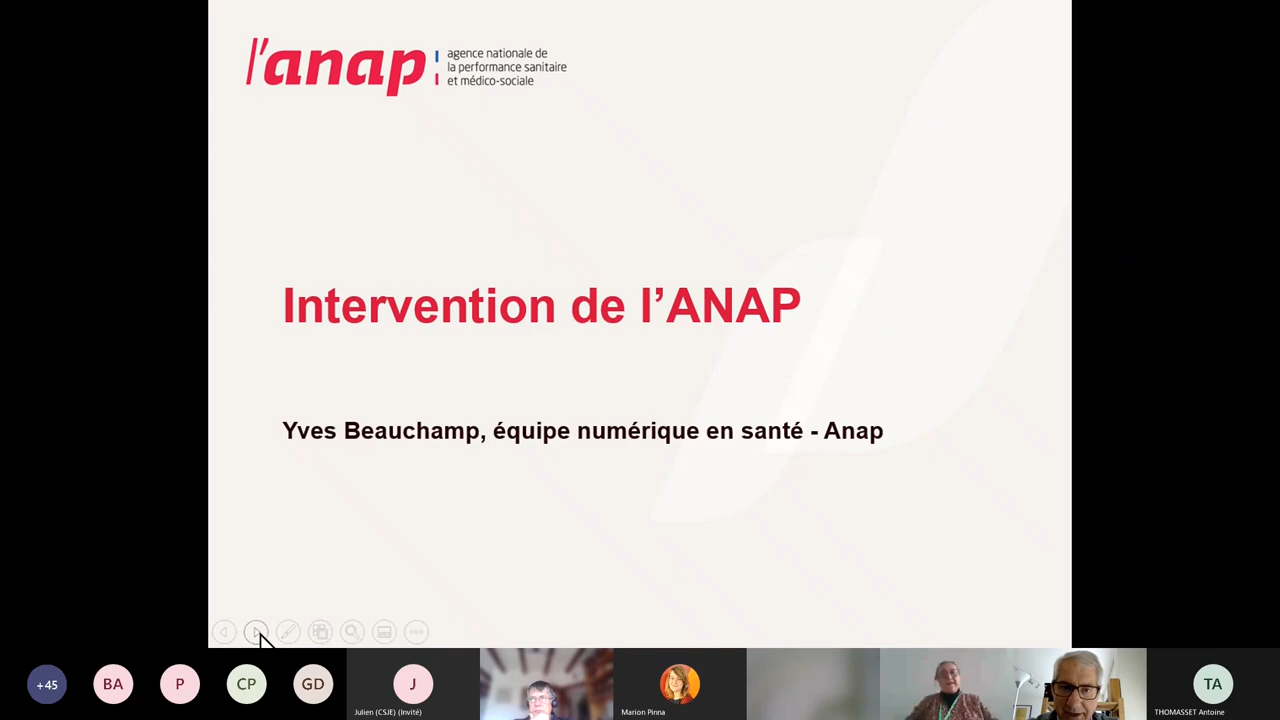 l'anap
agence nationale de
la performance sanitaire
et médico-sociale
Intervention de l’ANAP
Yves Beauchamp, équipe numérique en santé - Anap
+45
BA
P
CP
GD
J
Julien (CSJE) (Invité)
Marion Pinna
TA
THOMASSET Antoine